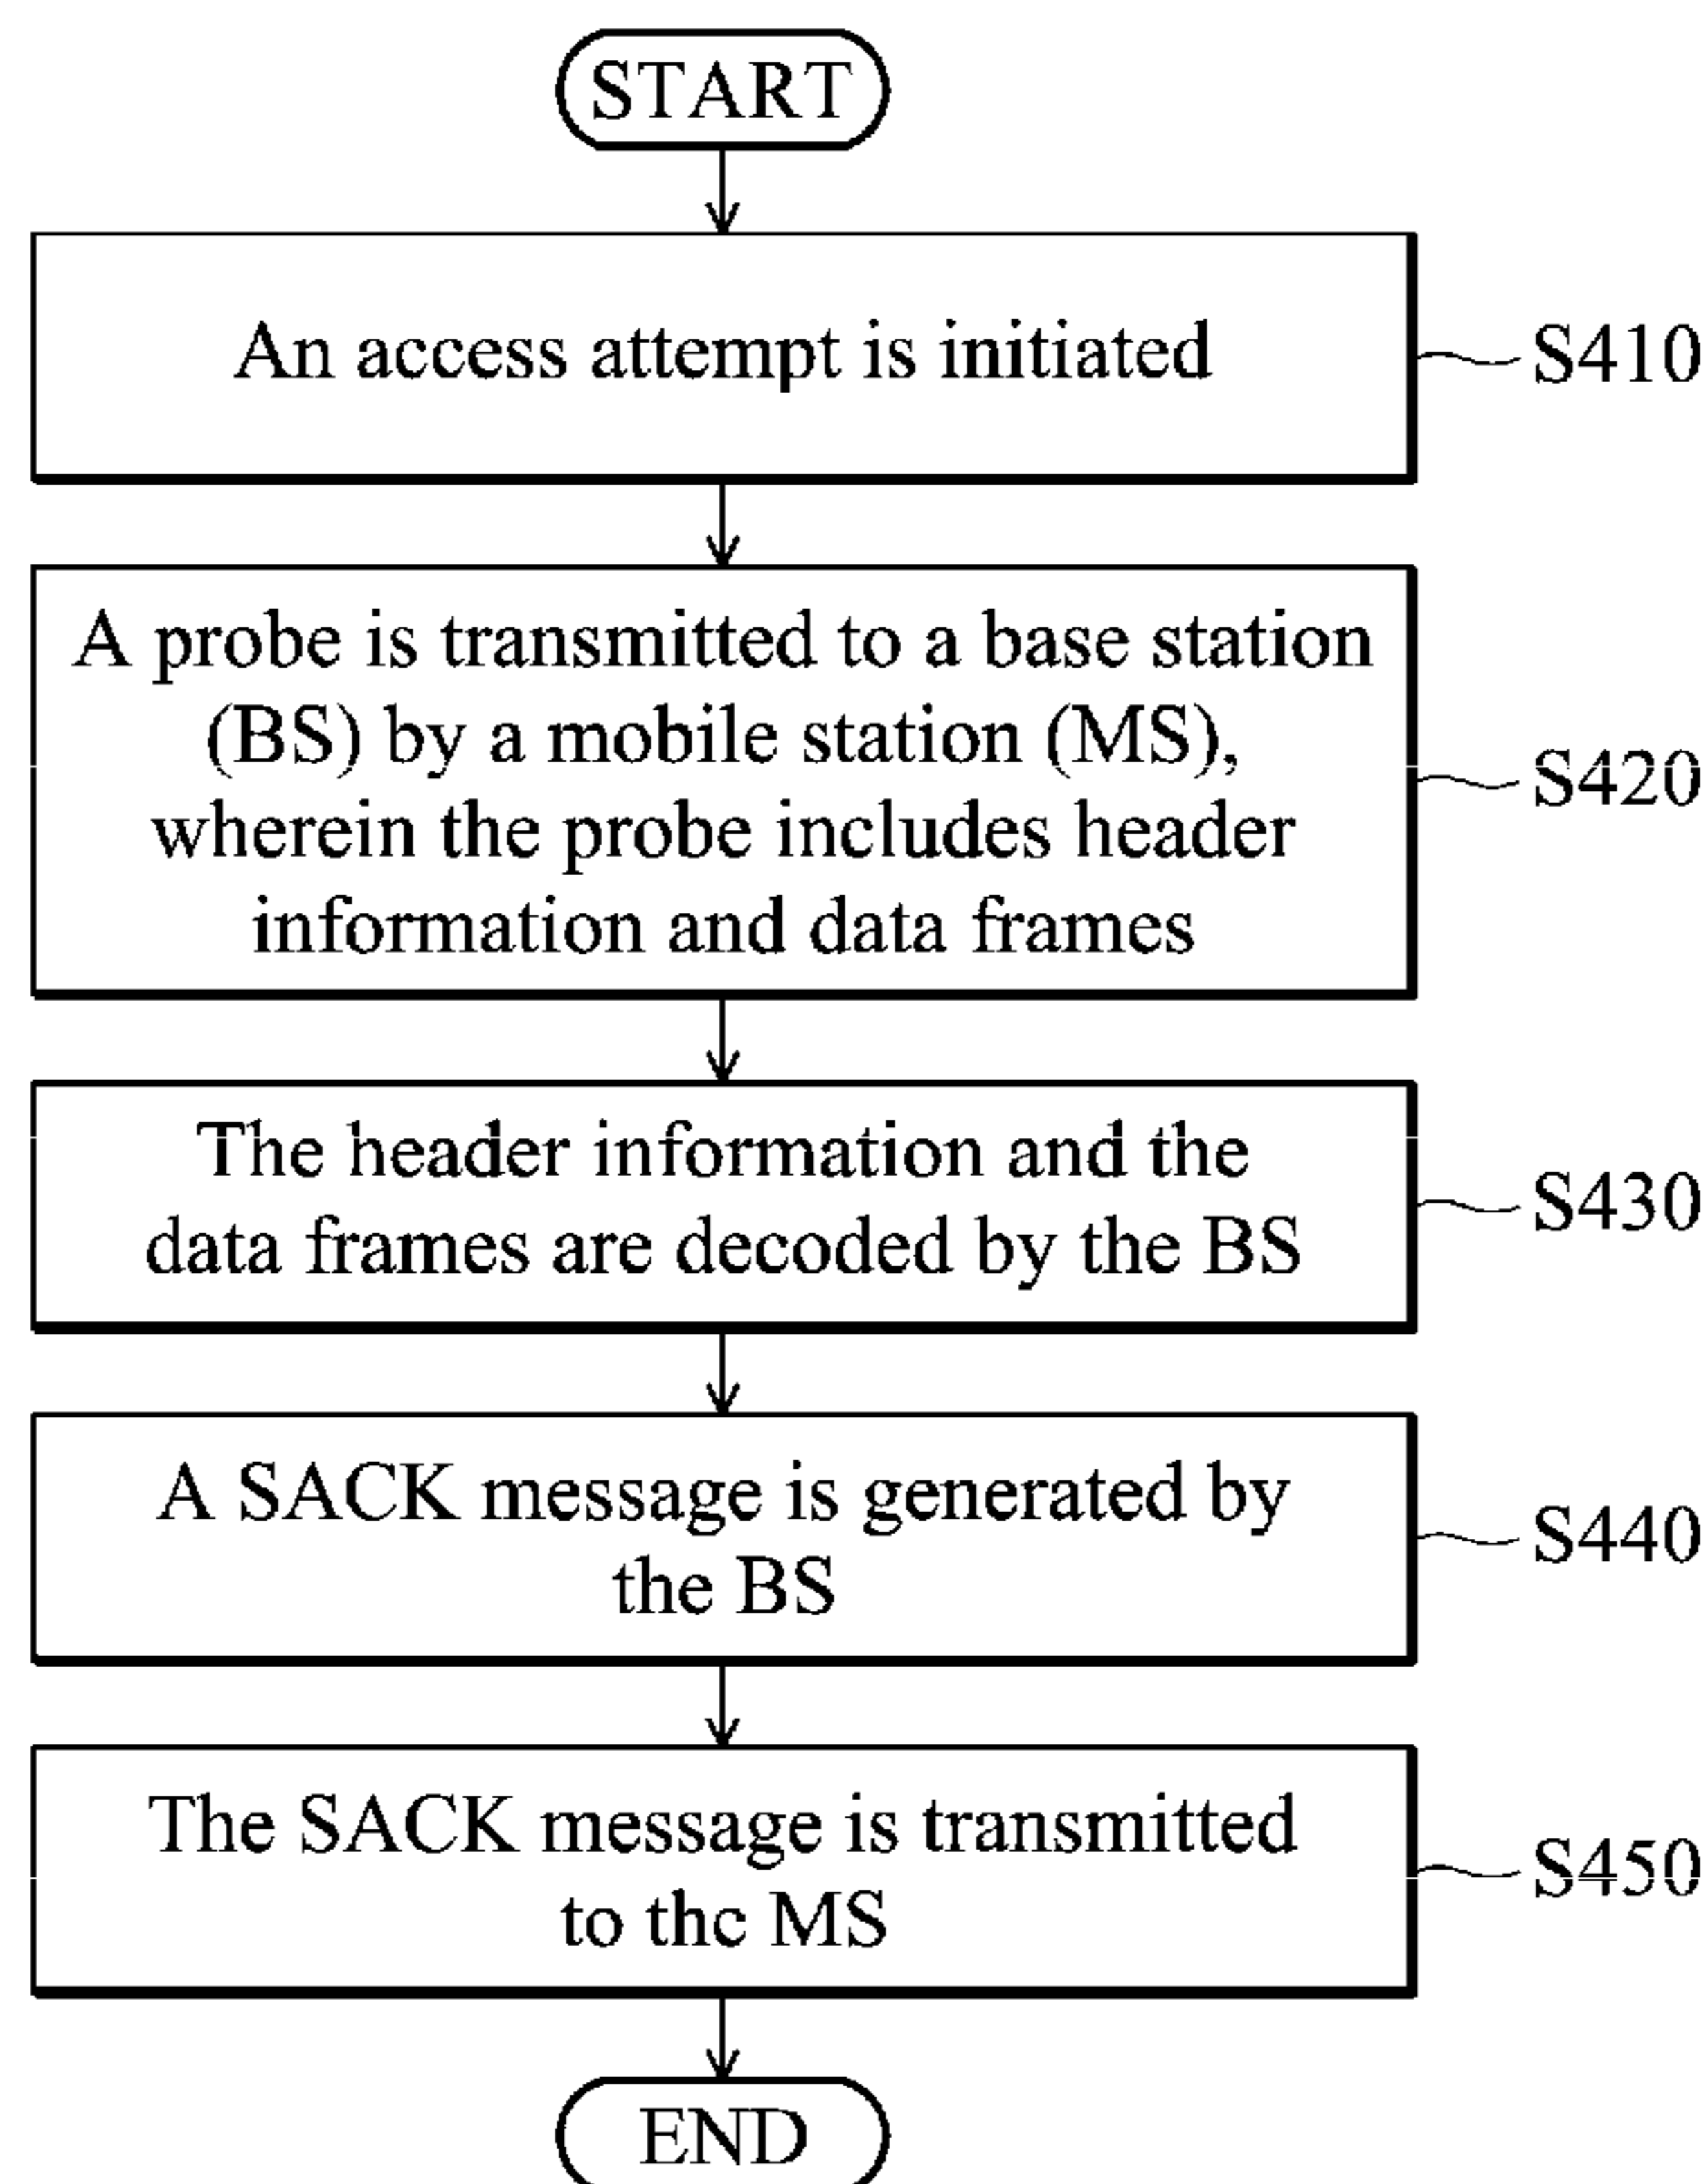 START
An access attempt is initiated
S410
A probe is transmitted to a base station
(BS) by a mobile station (MS),
wherein the probe includes header
information and data frames
S420
The header information and the
data frames are decoded by the BS
S430
A SACK message is generated by
the BS
S440
The SACK message is transmitted
to the MS
S450
END